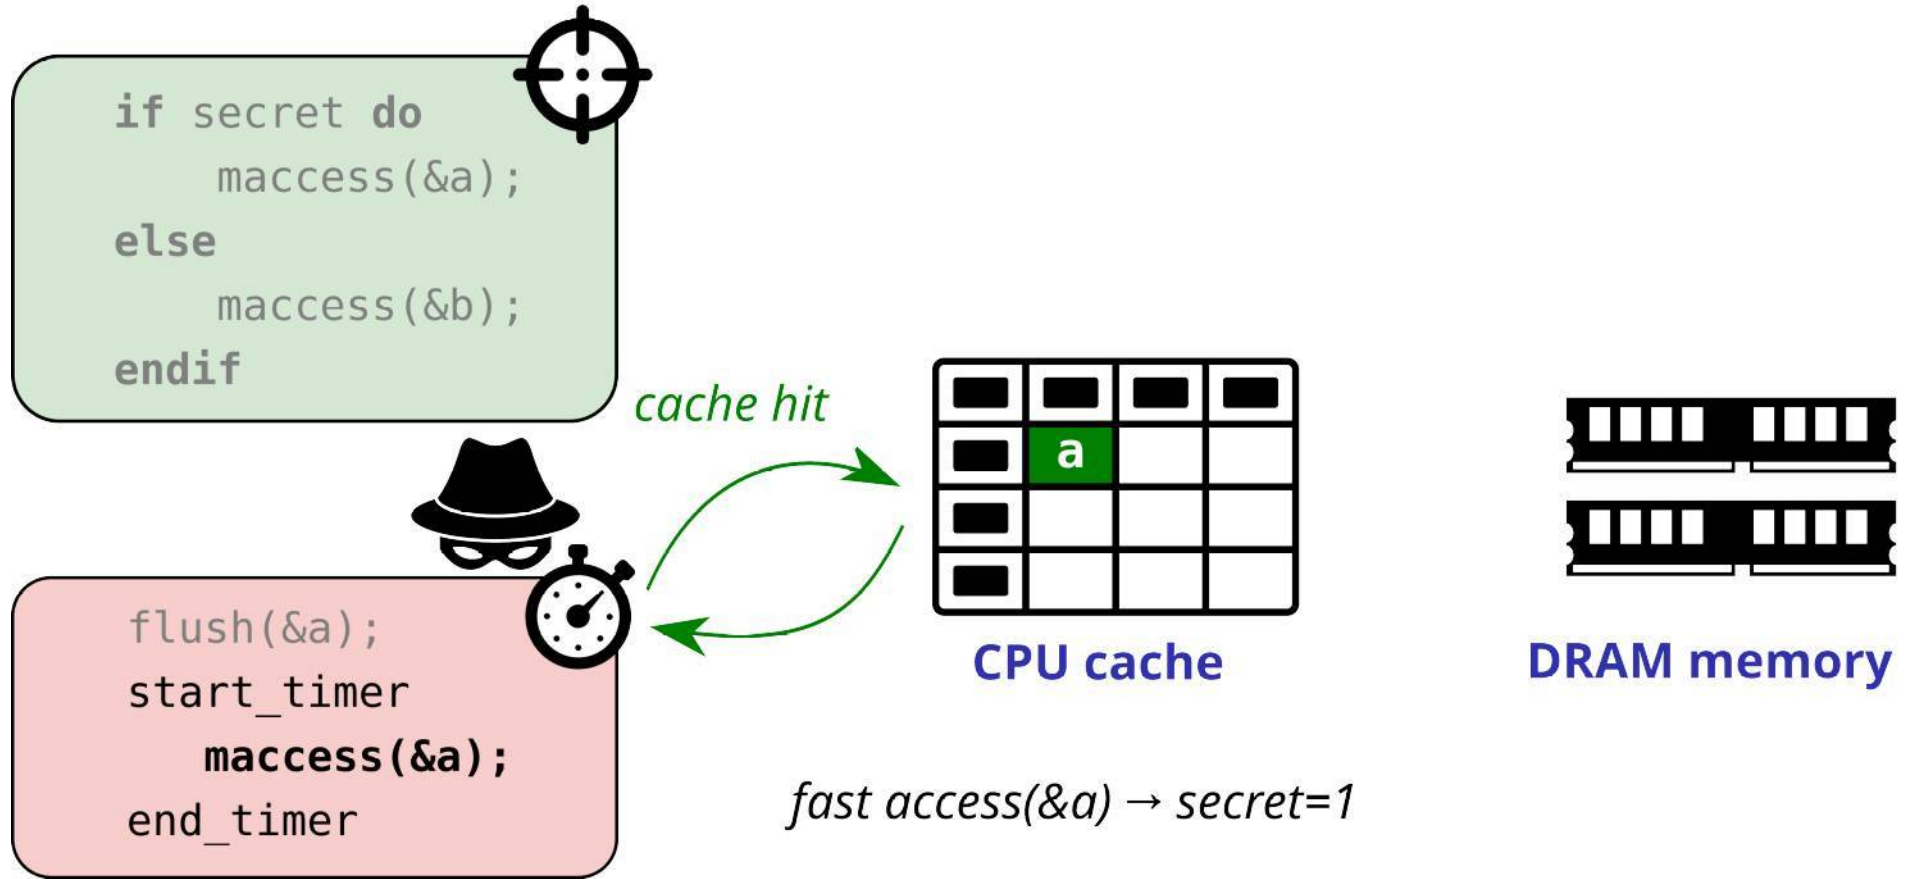 if secret do
maccess(&a);
else
maccess(&b);
endif
cache hit
a
flush(&a);
start_timer
maccess(&a);
end_timer
CPU cache
DRAM memory
fast access(&a) → secret=1